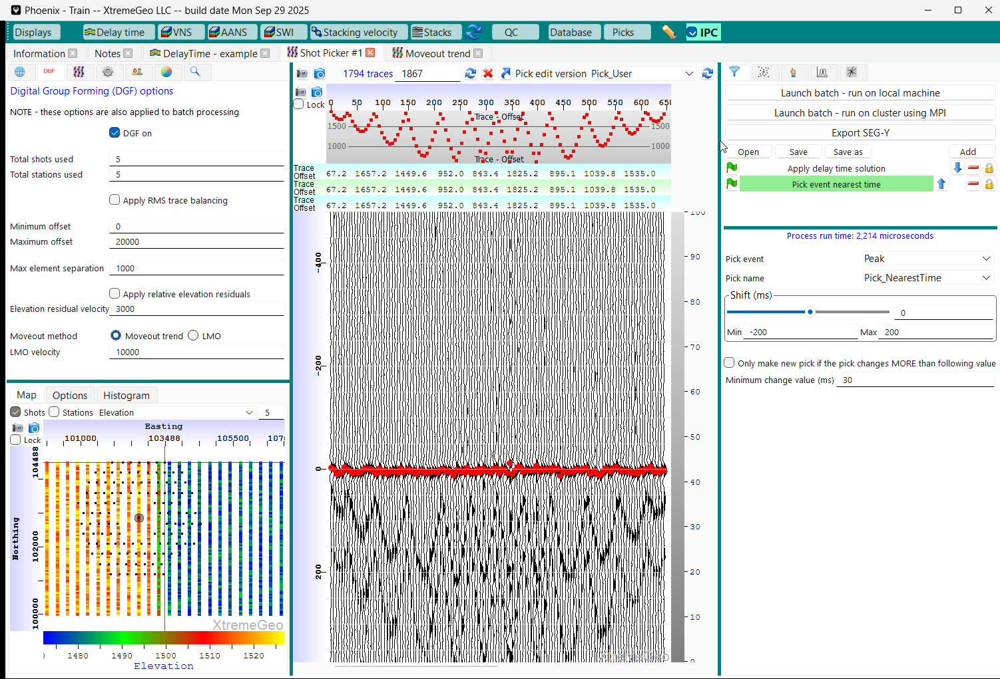 Phoenix - Train -- XtremeGeo LLC -- build date Mon Sep 29 2025
Displays Delay time VNS AANS SWI Stacking velocity Stacks QC Database Picks IPC
Information Notes DelayTime - example Shot Picker #1 Moveout trend
DGF
Digital Group Forming (DGF) options
NOTE - these options are also applied to batch processing
DGF on
Total shots used 5
Total stations used 5
Apply RMS trace balancing
Minimum offset 0
Maximum offset 20000
Max element separation 1000
Apply relative elevation residuals
Elevation residual velocity 3000
Moveout method Moveout trend LMO
LMO velocity 10000
Map Options Histogram
Shots Stations Elevation 5
Easting
Lock 101000 103488 105500
104488
102000
100000
Northing
XtremeGeo
1480 1490 1500 1510 1520
Elevation
1794 traces 1867 Pick edit version Pick_User
Lock 0 50 100 150 200 250 300 350 400 450 500 550 600
Trace - Offset
1500 1500
1000 1000
Trace - Offset
Trace
Offset 67.2 1657.2 1449.6 952.0 843.4 1825.2 895.1 1039.8 1535.0
Trace
Offset 67.2 1657.2 1449.6 952.0 843.4 1825.2 895.1 1039.8 1535.0
Trace
Offset 67.2 1657.2 1449.6 952.0 843.4 1825.2 895.1 1039.8 1535.0
-400
-200
0
200
100
90
80
70
60
50
40
30
20
10
0
XtremeGeo
Launch batch - run on local machine
Launch batch - run on cluster using MPI
Export SEG-Y
Open Save Save as Add
Apply delay time solution
Pick event nearest time
Process run time: 2,214 microseconds
Pick event Peak
Pick name Pick_NearestTime
Shift (ms)
0
Min -200 Max 200
Only make new pick if the pick changes MORE than following value
Minimum change value (ms) 30